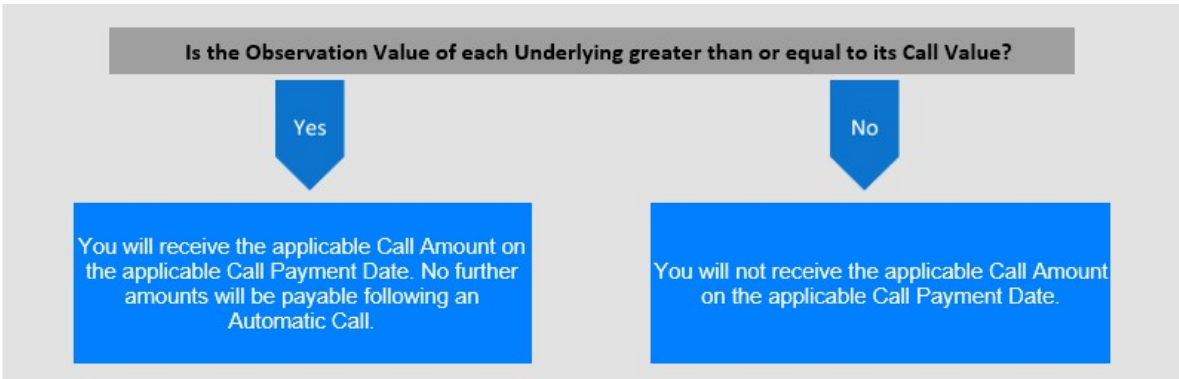 Is the Observation Value of each Underlying greater than or equal to its Call Value?
Yes
No
You will receive the applicable Call Amount on
the applicable Call Payment Date. No further
amounts will be payable following an
Automatic Call.
You will not receive the applicable Call Amount
on the applicable Call Payment Date.